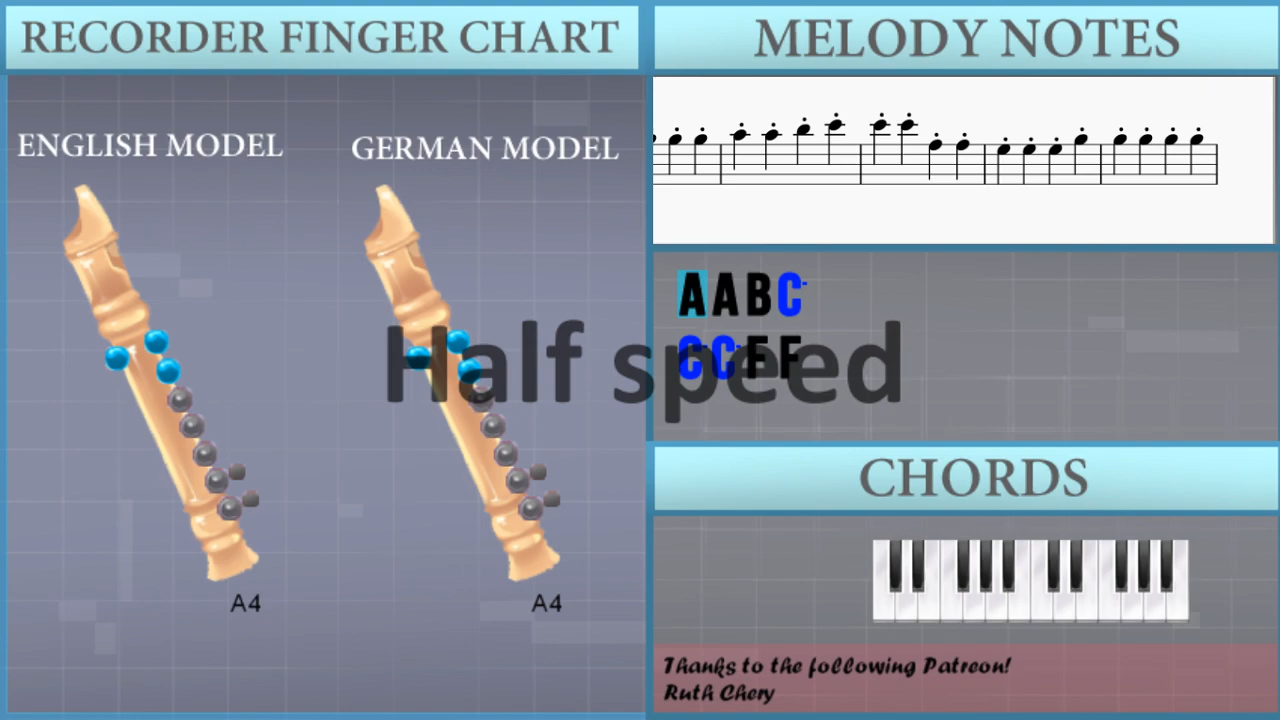 RECORDER FINGER CHART
MELODY NOTES
ENGLISH MODEL
GERMAN MODEL
AABC
CCFF
Half speed
CHORDS
A4
A4
Thanks to the following Patreon!
Ruth Chery